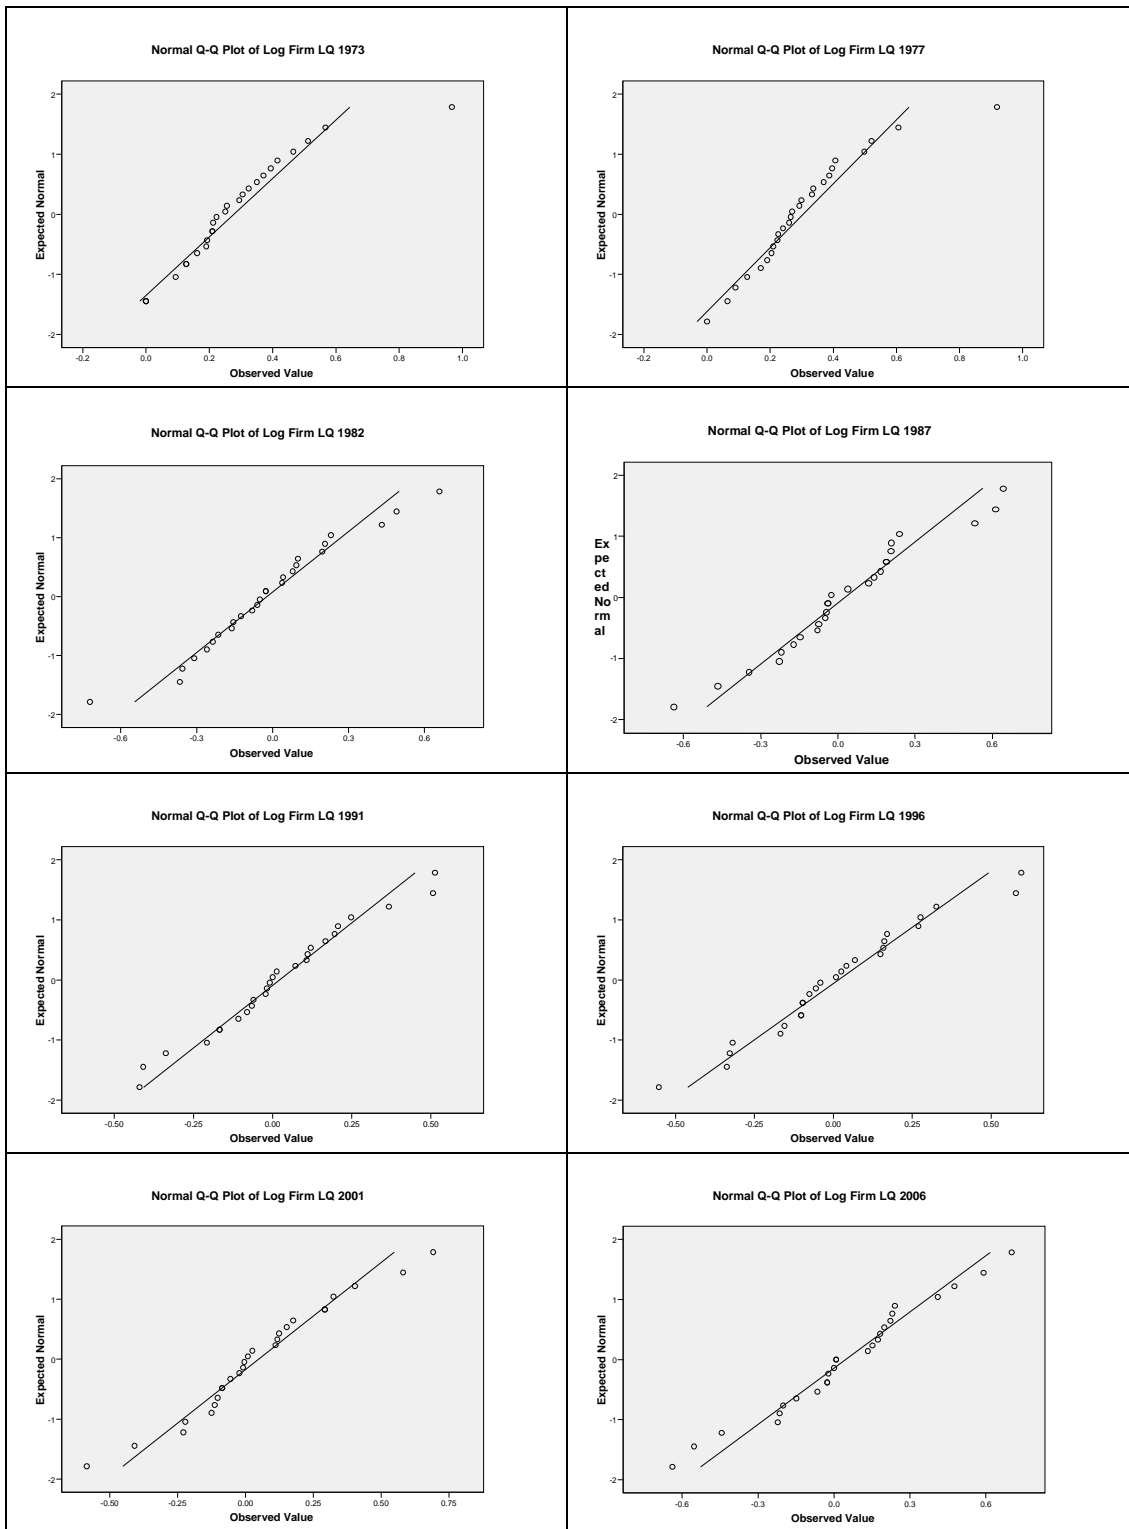 Normal Q-Q Plot of Log Firm LQ 1973
Expected Normal
2
1
0
-1
-2
-0.2 0.0 0.2 0.4 0.6 0.8 1.0
Observed Value
Normal Q-Q Plot of Log Firm LQ 1977
Expected Normal
2
1
0
-1
-2
-0.2 0.0 0.2 0.4 0.6 0.8 1.0
Observed Value
Normal Q-Q Plot of Log Firm LQ 1982
Expected Normal
2
1
0
-1
-2
-0.6 -0.3 0.0 0.3 0.6
Observed Value
Normal Q-Q Plot of Log Firm LQ 1987
Ex
pe
ct
ed
No
rm
al
2
1
0
-1
-2
-0.6 -0.3 0.0 0.3 0.6
Observed Value
Normal Q-Q Plot of Log Firm LQ 1991
Expected Normal
2
1
0
-1
-2
-0.50 -0.25 0.00 0.25 0.50
Observed Value
Normal Q-Q Plot of Log Firm LQ 1996
Expected Normal
2
1
0
-1
-2
-0.50 -0.25 0.00 0.25 0.50
Observed Value
Normal Q-Q Plot of Log Firm LQ 2001
Expected Normal
2
1
0
-1
-2
-0.50 -0.25 0.00 0.25 0.50 0.75
Observed Value
Normal Q-Q Plot of Log Firm LQ 2006
Expected Normal
2
1
0
-1
-2
-0.6 -0.3 0.0 0.3 0.6
Observed Value